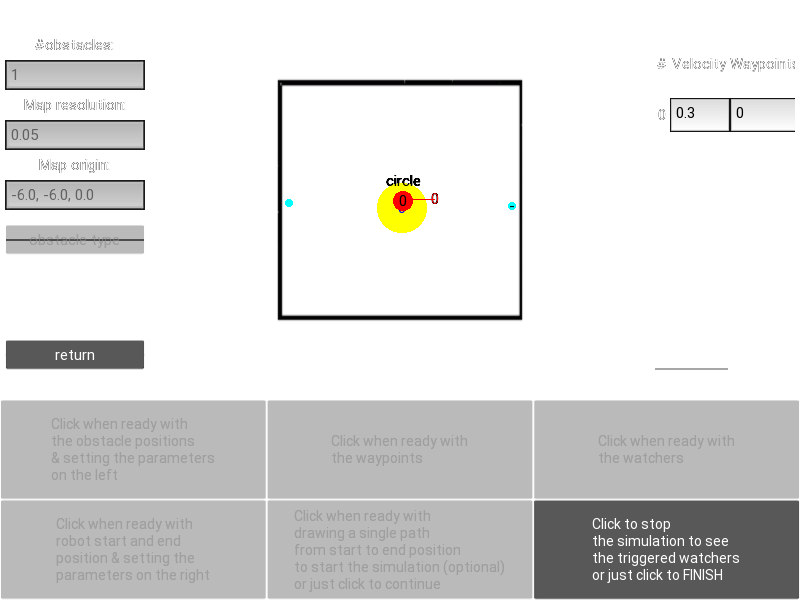 #obstacles:
1
Map resolution:
0.05
Map origin:
-6.0, -6.0, 0.0
obstacle type
return
circle
0
0
# Velocity Waypoints
0 0.3 0
Click when ready with
the obstacle positions
& setting the parameters
on the left
Click when ready with
the waypoints
Click when ready with
the watchers
Click when ready with
robot start and end
position & setting the
parameters on the right
Click when ready with
drawing a single path
from start to end position
to start the simulation (optional)
or just click to continue
Click to stop
the simulation to see
the triggered watchers
or just click to FINISH